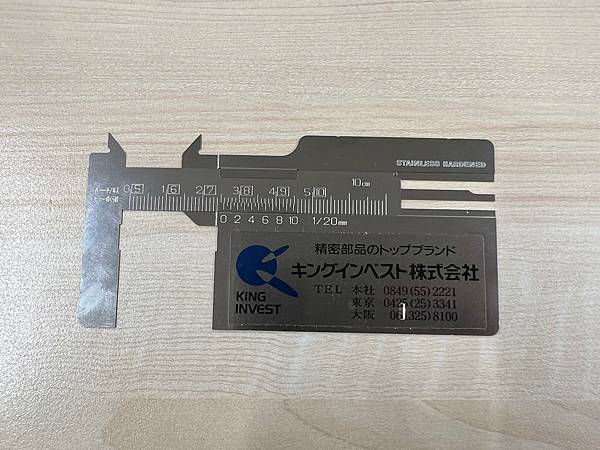 STAINLESS HARDENED
0 5 1 6 2 7 3 8 4 9 5 10 10cm
0 2 4 6 8 10 1/20mm
精密部品のトップブランド
キングインベスト株式会社
KING
INVEST
TEL 本社 0849(55)2221
東京 0425(25)3341
大阪 06(325)8100